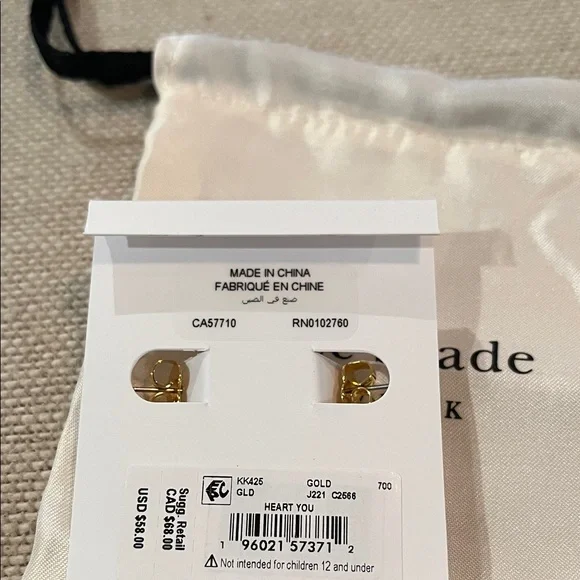 MADE IN CHINA
FABRIQUÉ EN CHINE
صنع في الصين
CA57710 RN0102760
ade
K
KK425 GOLD 700
GLD J221 C2566
HEART YOU
1 96021 57371 2
Not intended for children 12 and under
Sugg. Retail
CAD $68.00
USD $58.00